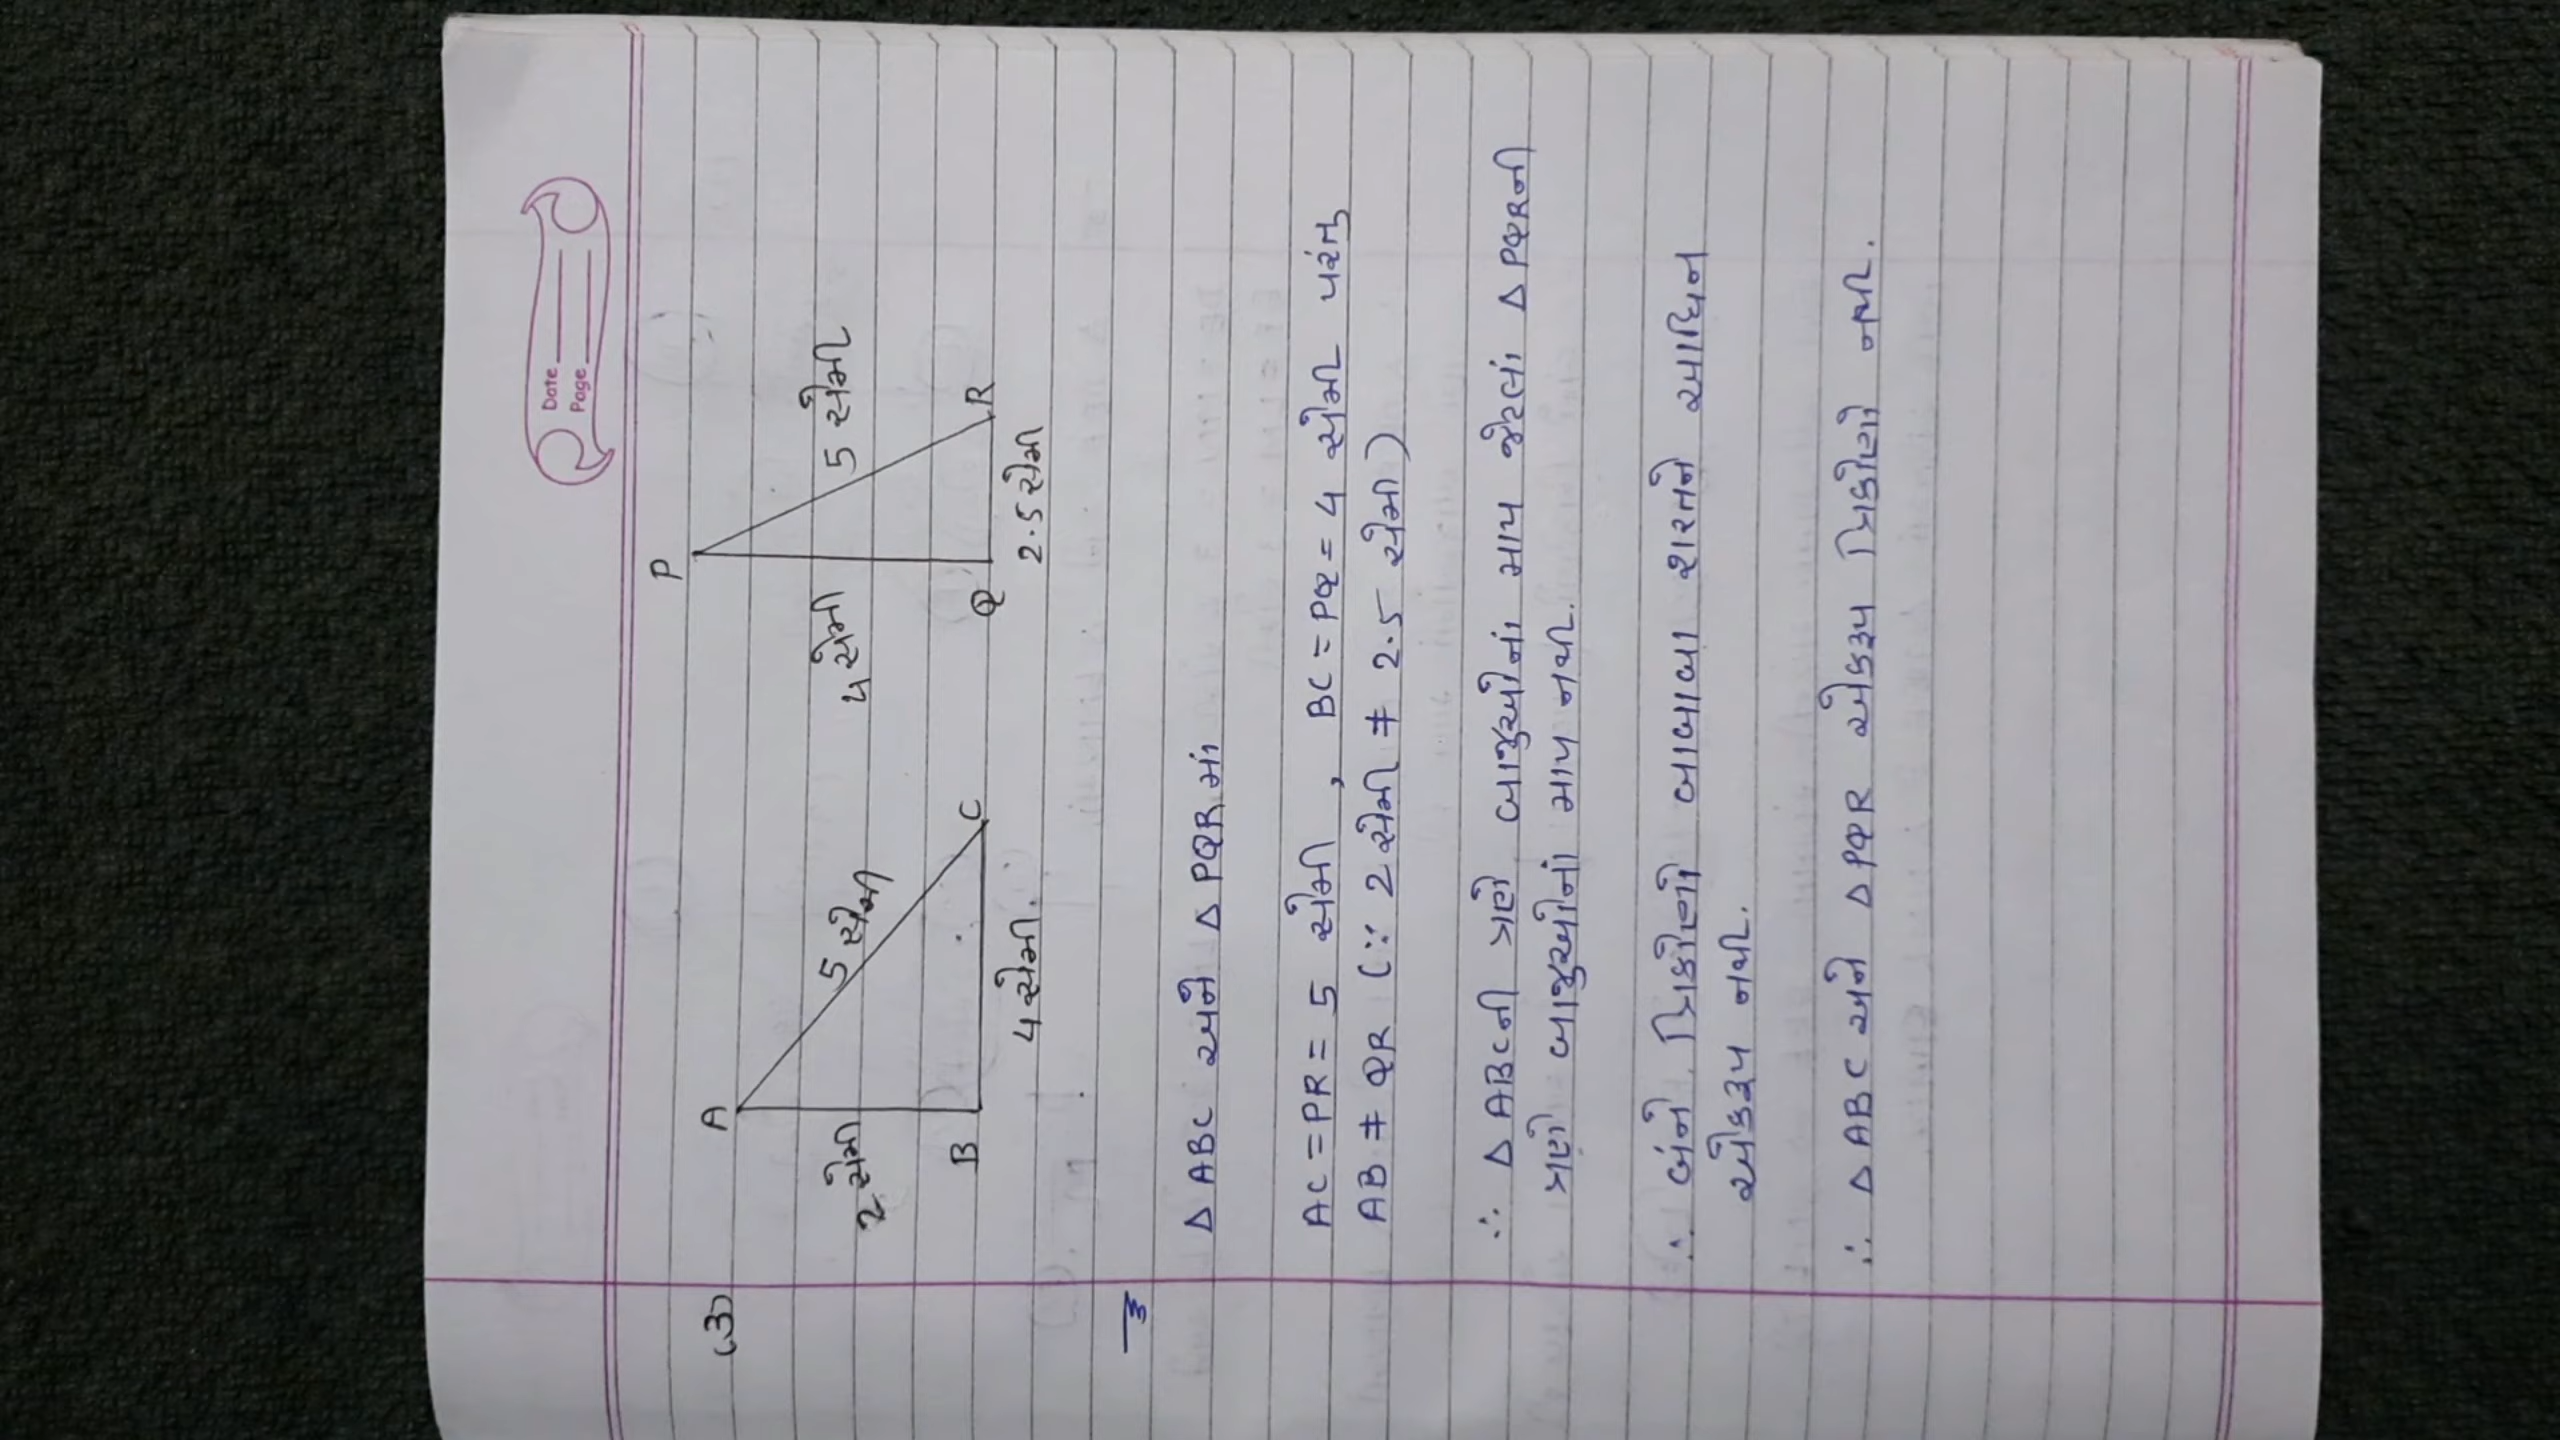 Date
Page
(3)
A
2 સેમી
5 સેમી
B
C
4 સેમી.
P
4 સેમી
5 સેમી
Q
R
2.5 સેમી
→
Δ ABC અને Δ PQR માં
AC = PR = 5 સેમી , BC = PQ = 4 સેમી પરંતુ
AB ≠ QR (∵ 2 સેમી ≠ 2.5 સેમી)
∴ Δ ABCની ત્રણે બાજુઓનાં માપ જેટલાં Δ PQRની
ત્રણે બાજુઓનાં માપ નથી.
∴ બંને ત્રિકોણો બાબાબા શરતને આધિન
એકરૂપ નથી.
∴ Δ ABC અને Δ PQR એકરૂપ ત્રિકોણો નથી.